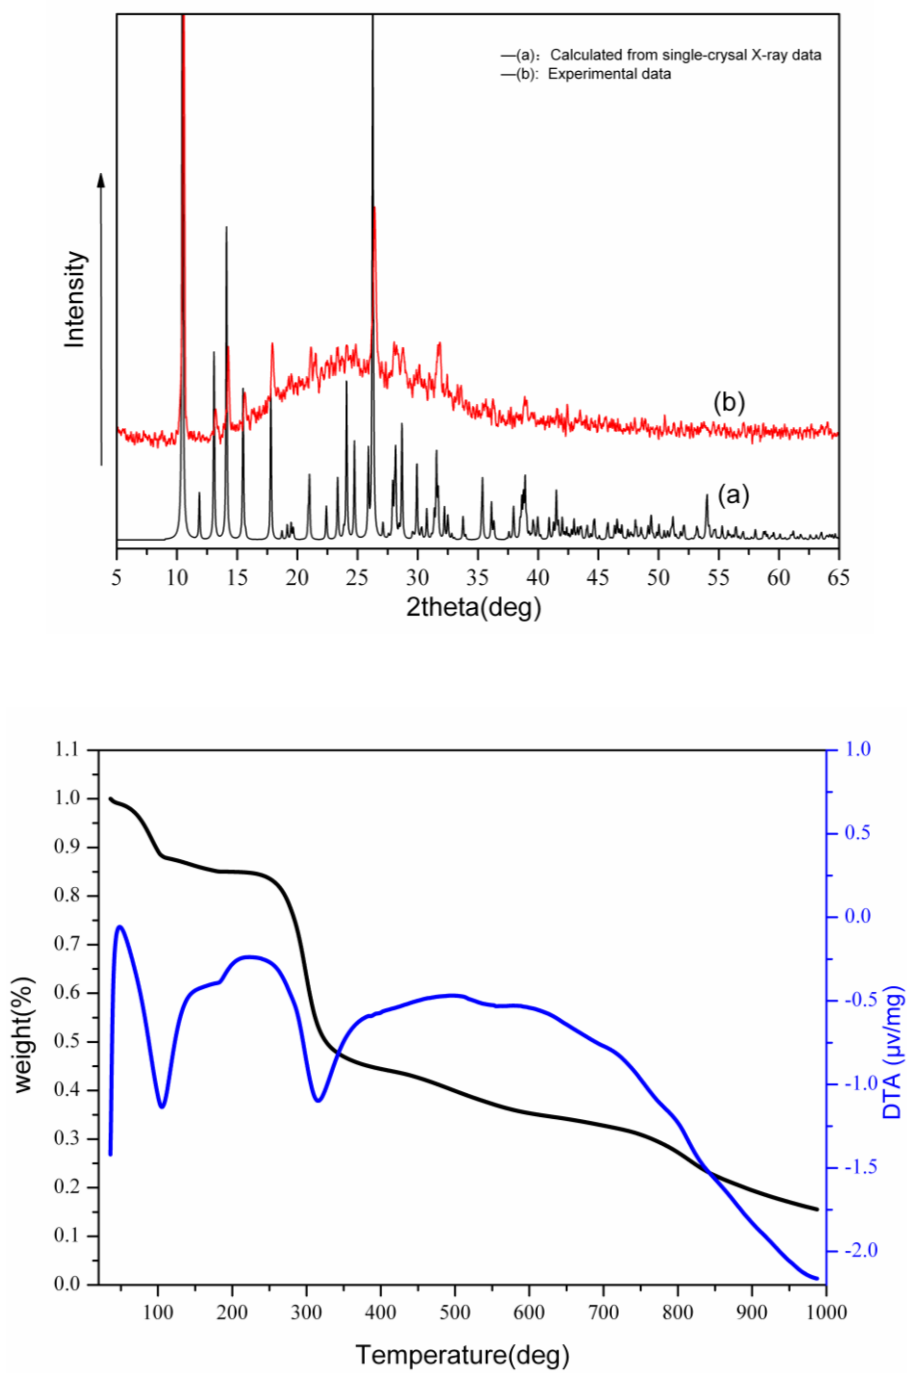 —(a): Calculated from single-crysal X-ray data
—(b): Experimental data
Intensity
(b)
(a)
5 10 15 20 25 30 35 40 45 50 55 60 65
2theta(deg)
1.1
1.0
0.9
0.8
0.7
0.6
0.5
0.4
0.3
0.2
0.1
0.0
weight(%)
1.0
0.5
0.0
-0.5
-1.0
-1.5
-2.0
DTA (μv/mg)
100 200 300 400 500 600 700 800 900 1000
Temperature(deg)